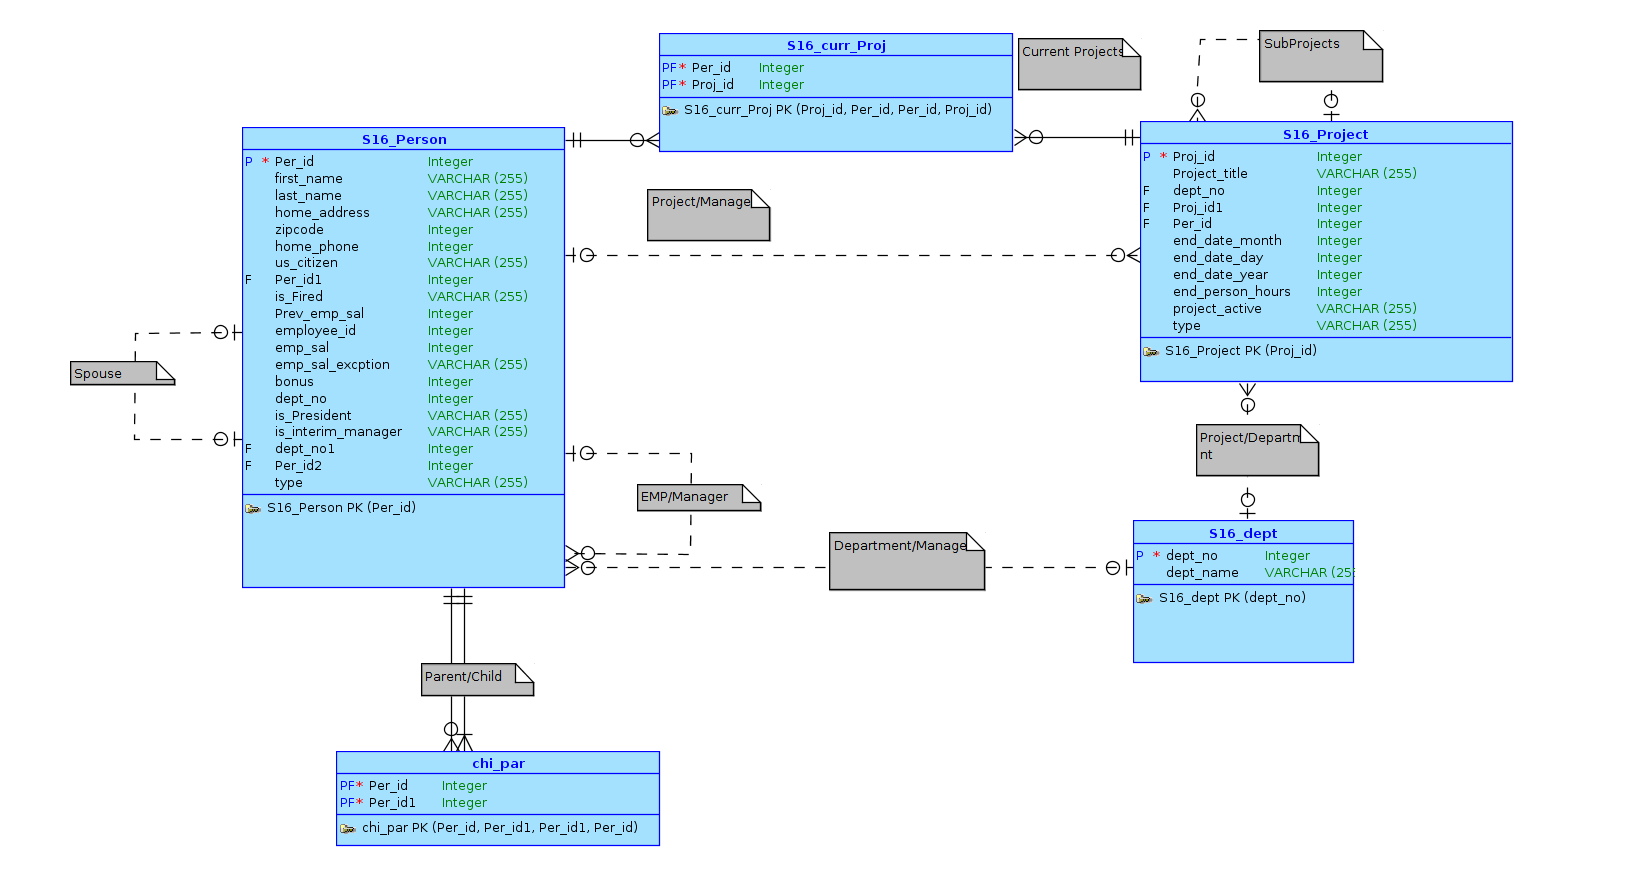 S16_curr_Proj
PF* Per_id Integer
PF* Proj_id Integer
S16_curr_Proj PK (Proj_id, Per_id, Per_id, Proj_id)
Current Projects
SubProjects
S16_Person
P * Per_id Integer
first_name VARCHAR (255)
last_name VARCHAR (255)
home_address VARCHAR (255)
zipcode Integer
home_phone Integer
us_citizen VARCHAR (255)
F Per_id1 Integer
is_Fired VARCHAR (255)
Prev_emp_sal Integer
employee_id Integer
emp_sal Integer
emp_sal_excption VARCHAR (255)
bonus Integer
dept_no Integer
is_President VARCHAR (255)
is_interim_manager VARCHAR (255)
F dept_no1 Integer
F Per_id2 Integer
type VARCHAR (255)
S16_Person PK (Per_id)
S16_Project
P * Proj_id Integer
Project_title VARCHAR (255)
F dept_no Integer
F Proj_id1 Integer
F Per_id Integer
end_date_month Integer
end_date_day Integer
end_date_year Integer
end_person_hours Integer
project_active VARCHAR (255)
type VARCHAR (255)
S16_Project PK (Proj_id)
Project/Manage
Spouse
EMP/Manager
Project/Departn
nt
Department/Manage
S16_dept
P * dept_no Integer
dept_name VARCHAR (25
S16_dept PK (dept_no)
Parent/Child
chi_par
PF* Per_id Integer
PF* Per_id1 Integer
chi_par PK (Per_id, Per_id1, Per_id1, Per_id)